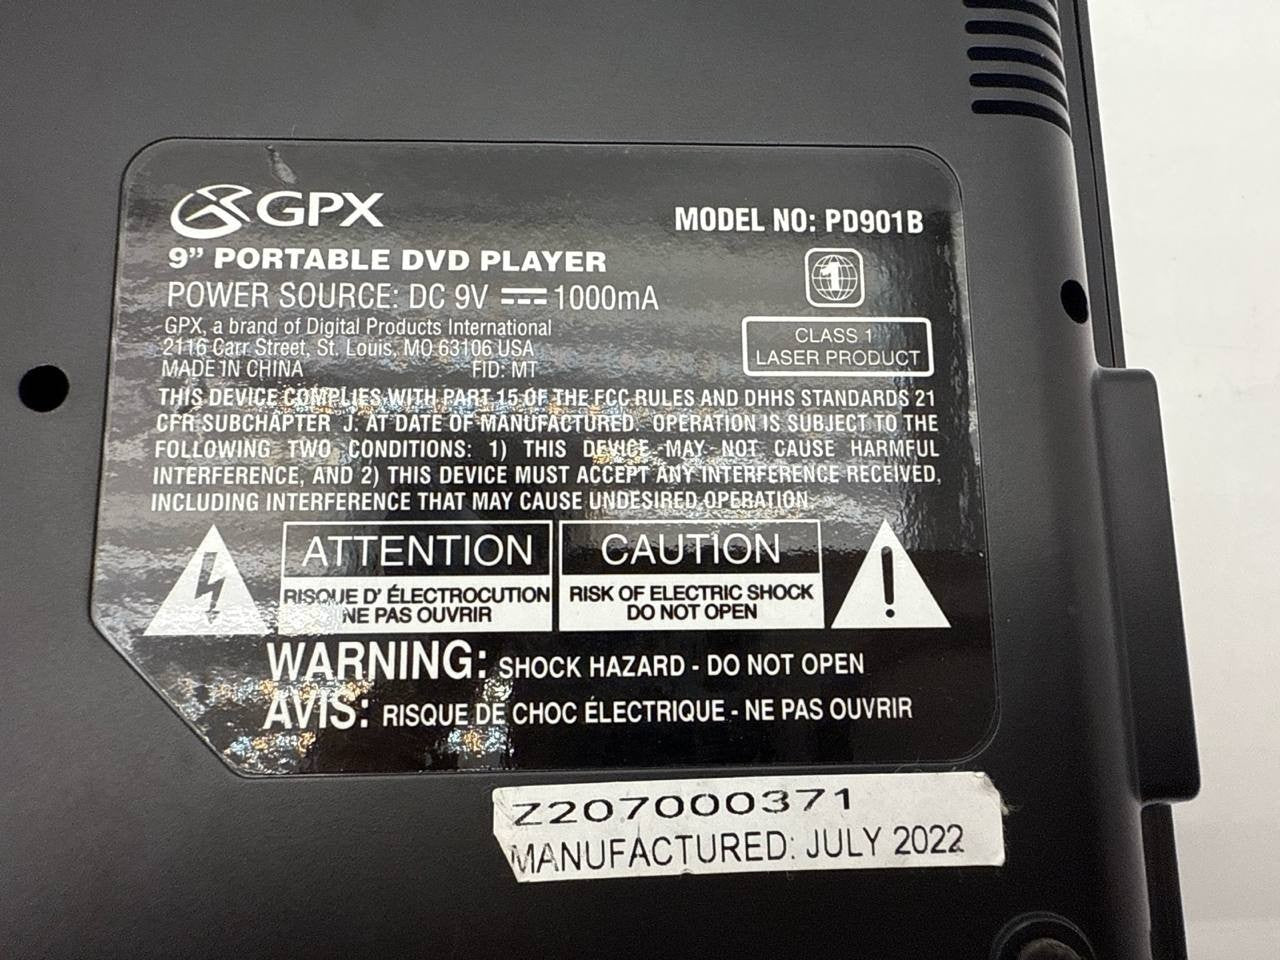 GPX
MODEL NO: PD901B
9” PORTABLE DVD PLAYER
1
POWER SOURCE: DC 9V ⎓ 1000mA
GPX, a brand of Digital Products International
2116 Carr Street, St. Louis, MO 63106 USA
MADE IN CHINA FID: MT
CLASS 1
LASER PRODUCT
THIS DEVICE COMPLIES WITH PART 15 OF THE FCC RULES AND DHHS STANDARDS 21
CFR SUBCHAPTER J. AT DATE OF MANUFACTURED. OPERATION IS SUBJECT TO THE
FOLLOWING TWO CONDITIONS: 1) THIS DEVICE MAY NOT CAUSE HARMFUL
INTERFERENCE, AND 2) THIS DEVICE MUST ACCEPT ANY INTERFERENCE RECEIVED,
INCLUDING INTERFERENCE THAT MAY CAUSE UNDESIRED OPERATION.
ATTENTION
RISQUE D' ÉLECTROCUTION
NE PAS OUVRIR
CAUTION
RISK OF ELECTRIC SHOCK
DO NOT OPEN
!
WARNING: SHOCK HAZARD - DO NOT OPEN
AVIS: RISQUE DE CHOC ÉLECTRIQUE - NE PAS OUVRIR
Z207000371
MANUFACTURED: JULY 2022